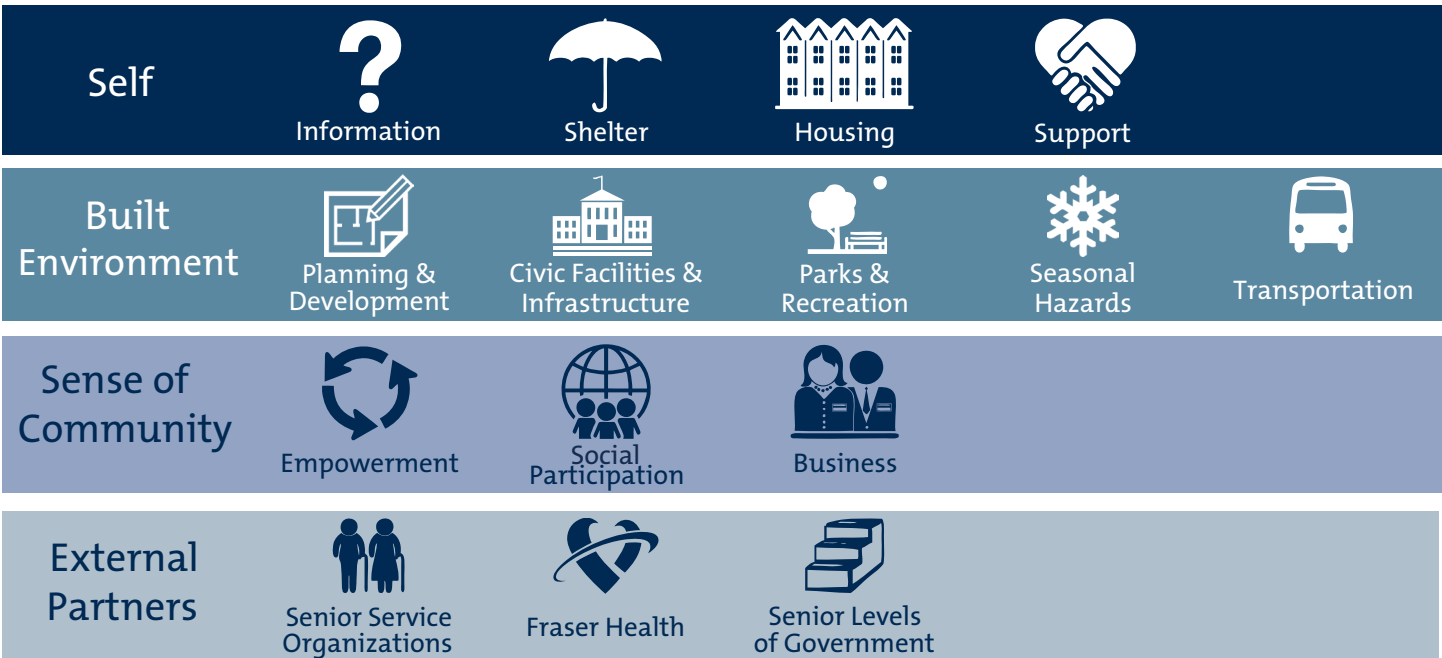 Self
Information
Shelter
Housing
Support
Built
Environment
Planning &
Development
Civic Facilities &
Infrastructure
Parks &
Recreation
Seasonal
Hazards
Transportation
Sense of
Community
Empowerment
Social
Participation
Business
External
Partners
Senior Service
Organizations
Fraser Health
Senior Levels
of Government